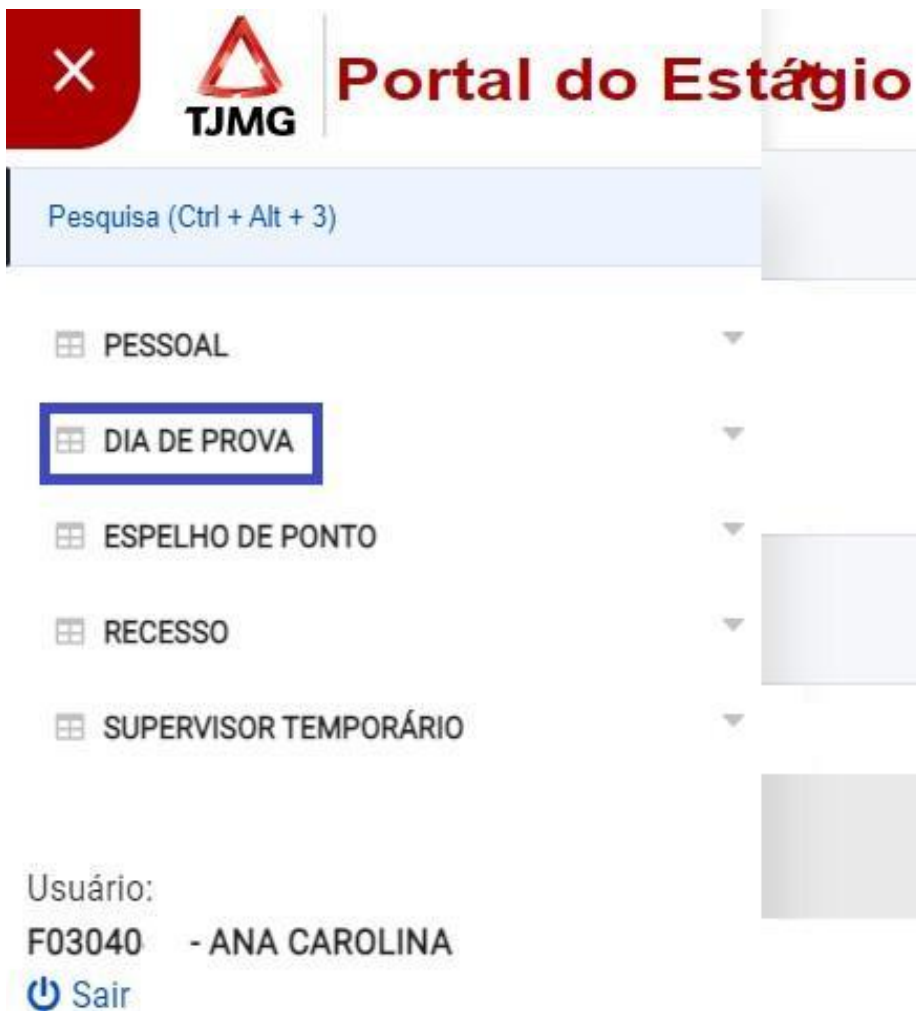 TJMG
Portal do Estágio
Pesquisa (Ctrl + Alt + 3)
PESSOAL
DIA DE PROVA
ESPELHO DE PONTO
RECESSO
SUPERVISOR TEMPORÁRIO
Usuário:
F03040 - ANA CAROLINA
Sair